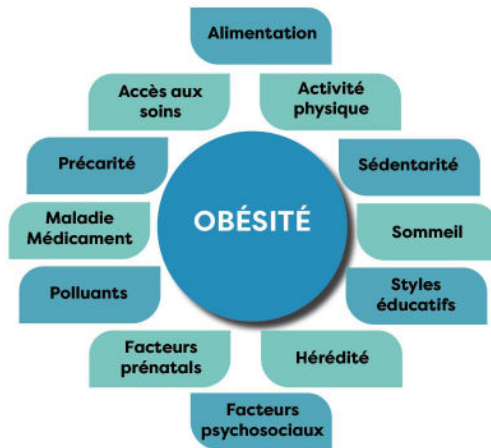 Alimentation
Accès aux
soins
Activité
physique
Précarité
Sédentarité
OBÉSITÉ
Maladie
Médicament
Sommeil
Polluants
Styles
éducatifs
Facteurs
prénatals
Hérédité
Facteurs
psychosociaux